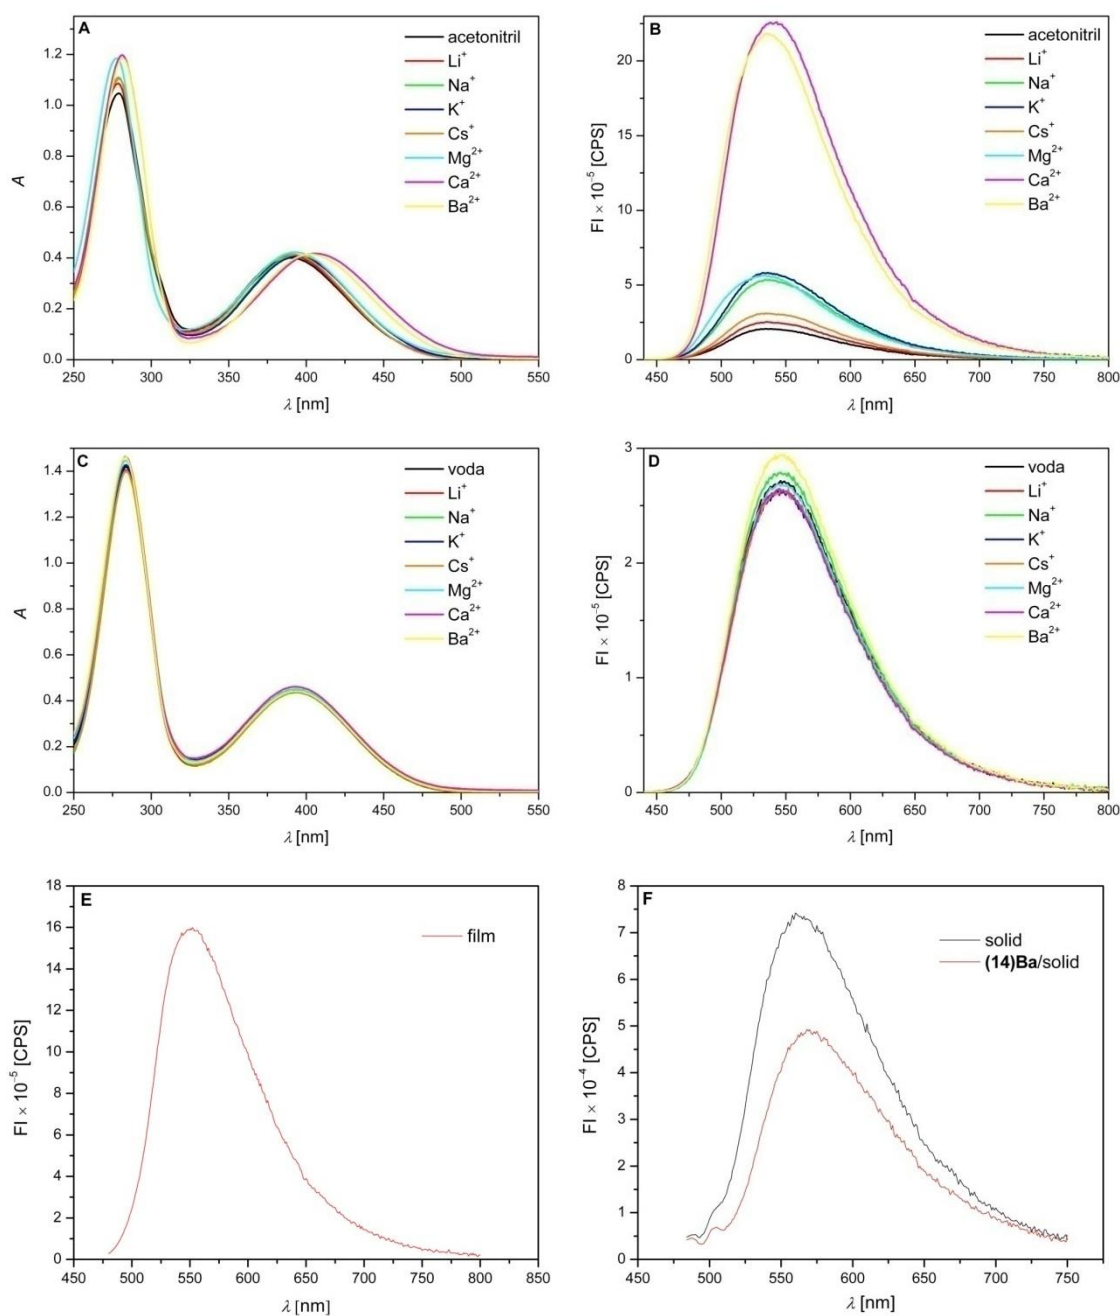 A
acetonitril
Li⁺
Na⁺
K⁺
Cs⁺
Mg²⁺
Ca²⁺
Ba²⁺
A
1.2
1.0
0.8
0.6
0.4
0.2
0.0
250 300 350 400 450 500 550
λ [nm]
B
acetonitril
Li⁺
Na⁺
K⁺
Cs⁺
Mg²⁺
Ca²⁺
Ba²⁺
FI × 10⁻⁵ [CPS]
20
15
10
5
0
450 500 550 600 650 700 750 800
λ [nm]
C
voda
Li⁺
Na⁺
K⁺
Cs⁺
Mg²⁺
Ca²⁺
Ba²⁺
A
1.4
1.2
1.0
0.8
0.6
0.4
0.2
0.0
250 300 350 400 450 500 550
λ [nm]
D
voda
Li⁺
Na⁺
K⁺
Cs⁺
Mg²⁺
Ca²⁺
Ba²⁺
FI × 10⁻⁵ [CPS]
3
2
1
0
450 500 550 600 650 700 750 800
λ [nm]
E
film
FI × 10⁻⁵ [CPS]
18
16
14
12
10
8
6
4
2
0
450 500 550 600 650 700 750 800 850
λ [nm]
F
solid
(14)Ba/solid
FI × 10⁻⁴ [CPS]
8
7
6
5
4
3
2
1
0
450 500 550 600 650 700 750
λ [nm]